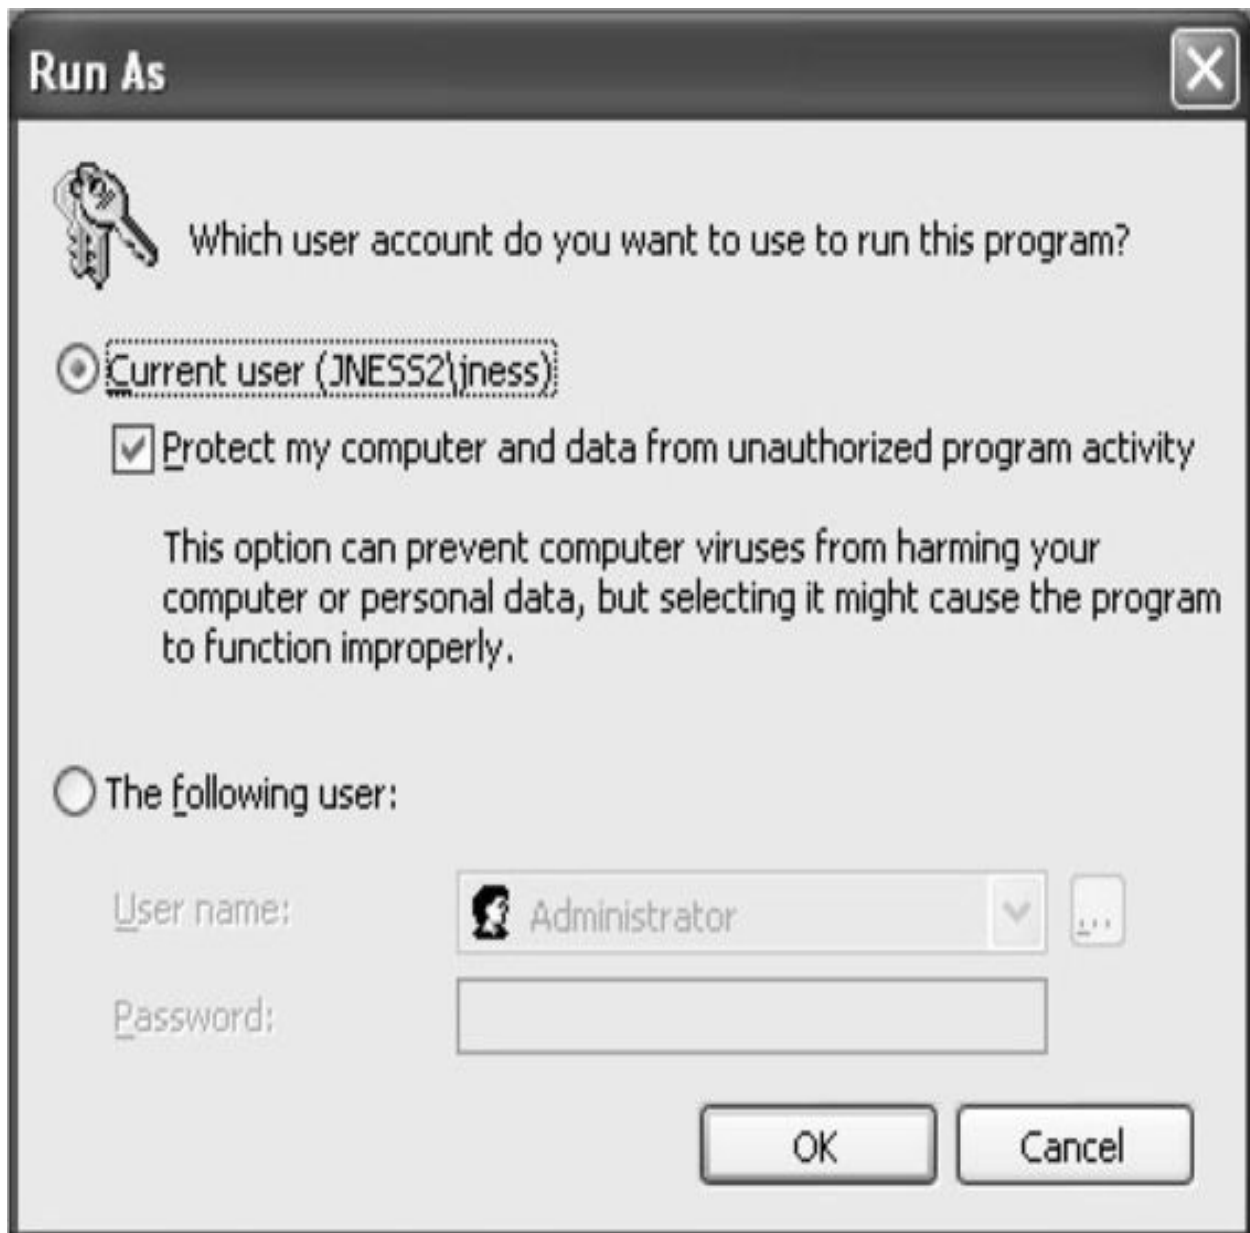 Run As
Which user account do you want to use to run this program?
Current user (JNESS2\jness)
Protect my computer and data from unauthorized program activity
This option can prevent computer viruses from harming your
computer or personal data, but selecting it might cause the program
to function improperly.
The following user:
User name:
Administrator
...
Password:
OK
Cancel